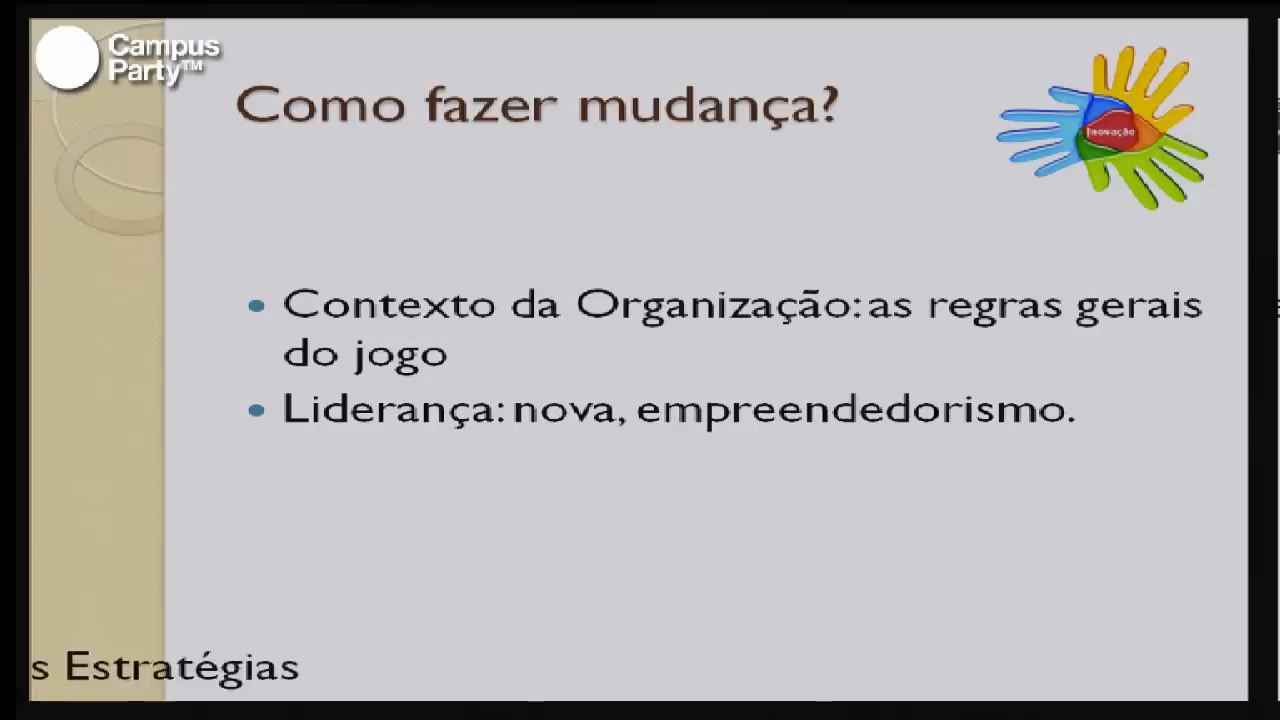 Campus
Party™
Como fazer mudança?
Inovação
Contexto da Organização: as regras gerais
do jogo
Liderança: nova, empreendedorismo.
s Estratégias